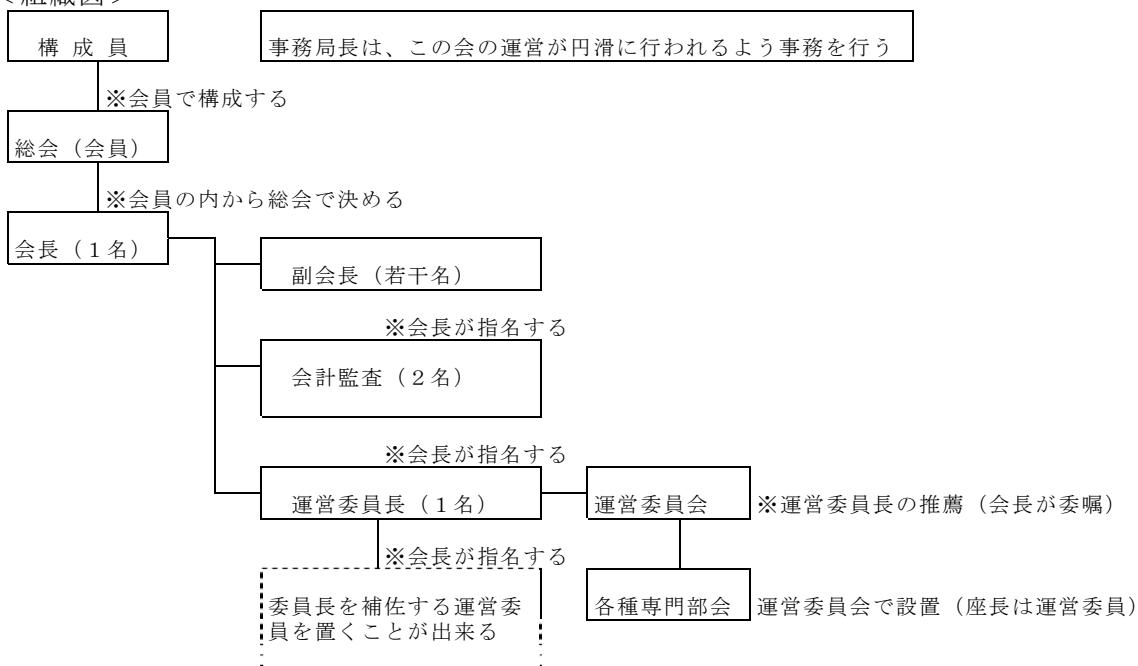 ＜組織図＞
構 成 員
事務局長は、この会の運営が円滑に行われるよう事務を行う
※会員で構成する
総会（会員）
※会員の内から総会で決める
会長（１名）
副会長（若干名）
※会長が指名する
会計監査（２名）
※会長が指名する
運営委員長（１名）
運営委員会
※運営委員長の推薦（会長が委嘱）
※会長が指名する
委員長を補佐する運営委
員を置くことが出来る
各種専門部会
運営委員会で設置（座長は運営委員）